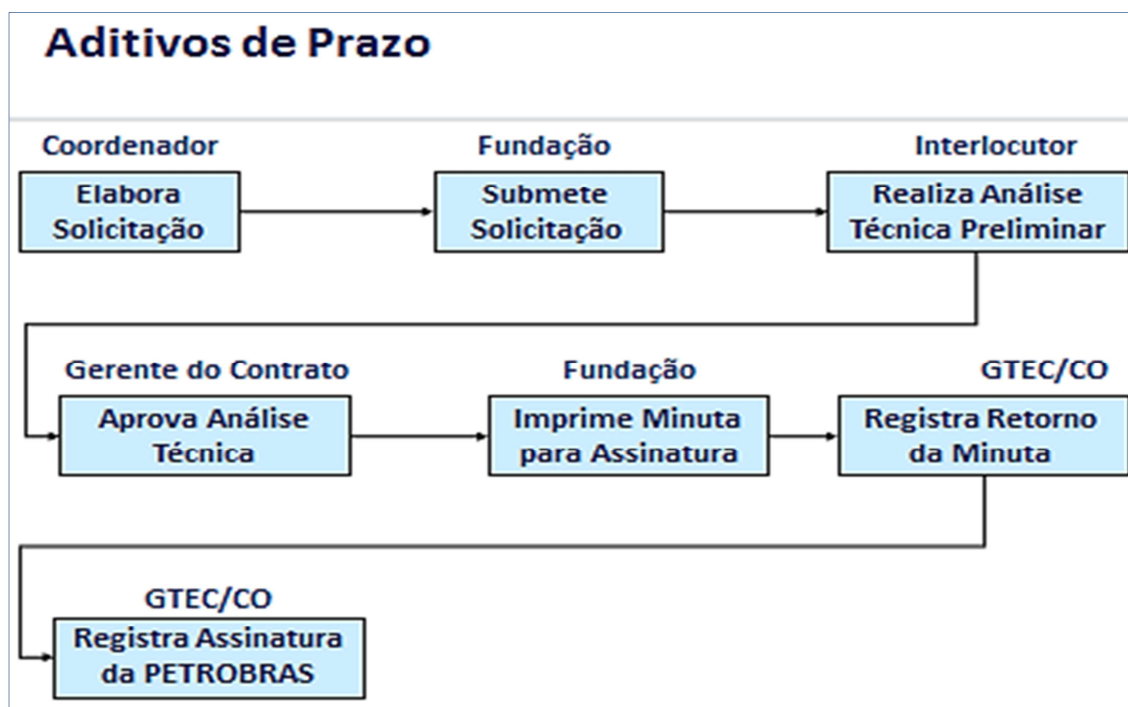 Aditivos de Prazo
Coordenador
Elabora
Solicitação
Fundação
Submete
Solicitação
Interlocutor
Realiza Análise
Técnica Preliminar
Gerente do Contrato
Aprova Análise
Técnica
Fundação
Imprime Minuta
para Assinatura
GTEC/CO
Registra Retorno
da Minuta
GTEC/CO
Registra Assinatura
da PETROBRAS